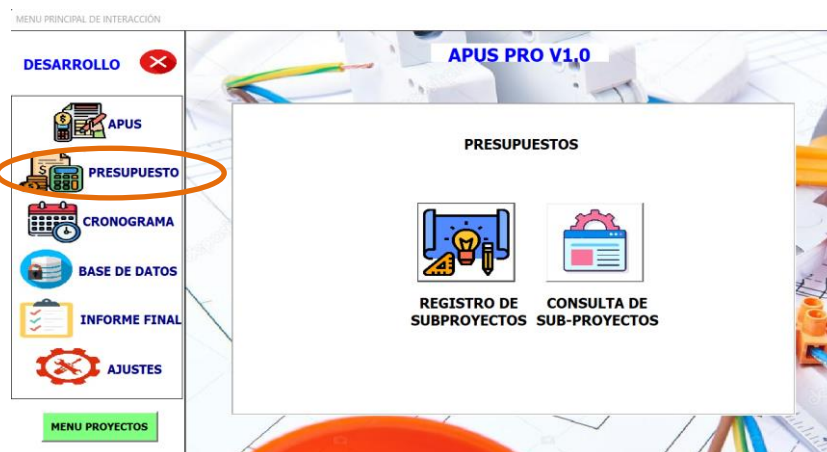 MENU PRINCIPAL DE INTERACCIÓN
DESARROLLO
APUS
PRESUPUESTO
CRONOGRAMA
BASE DE DATOS
INFORME FINAL
AJUSTES
MENU PROYECTOS
APUS PRO V1.0
PRESUPUESTOS
REGISTRO DE
SUBPROYECTOS
CONSULTA DE
SUB-PROYECTOS